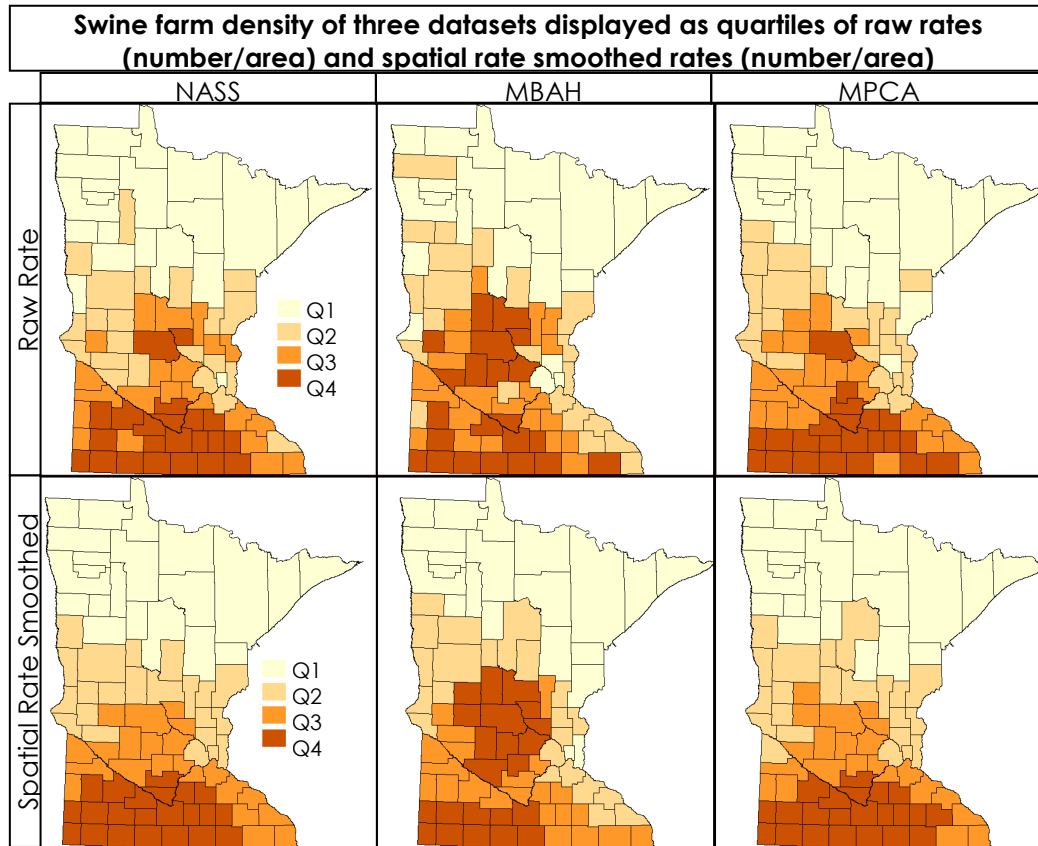 Swine farm density of three datasets displayed as quartiles of raw rates
(number/area) and spatial rate smoothed rates (number/area)
NASS
MBAH
MPCA
Raw Rate
Q1
Q2
Q3
Q4
Spatial Rate Smoothed
Q1
Q2
Q3
Q4